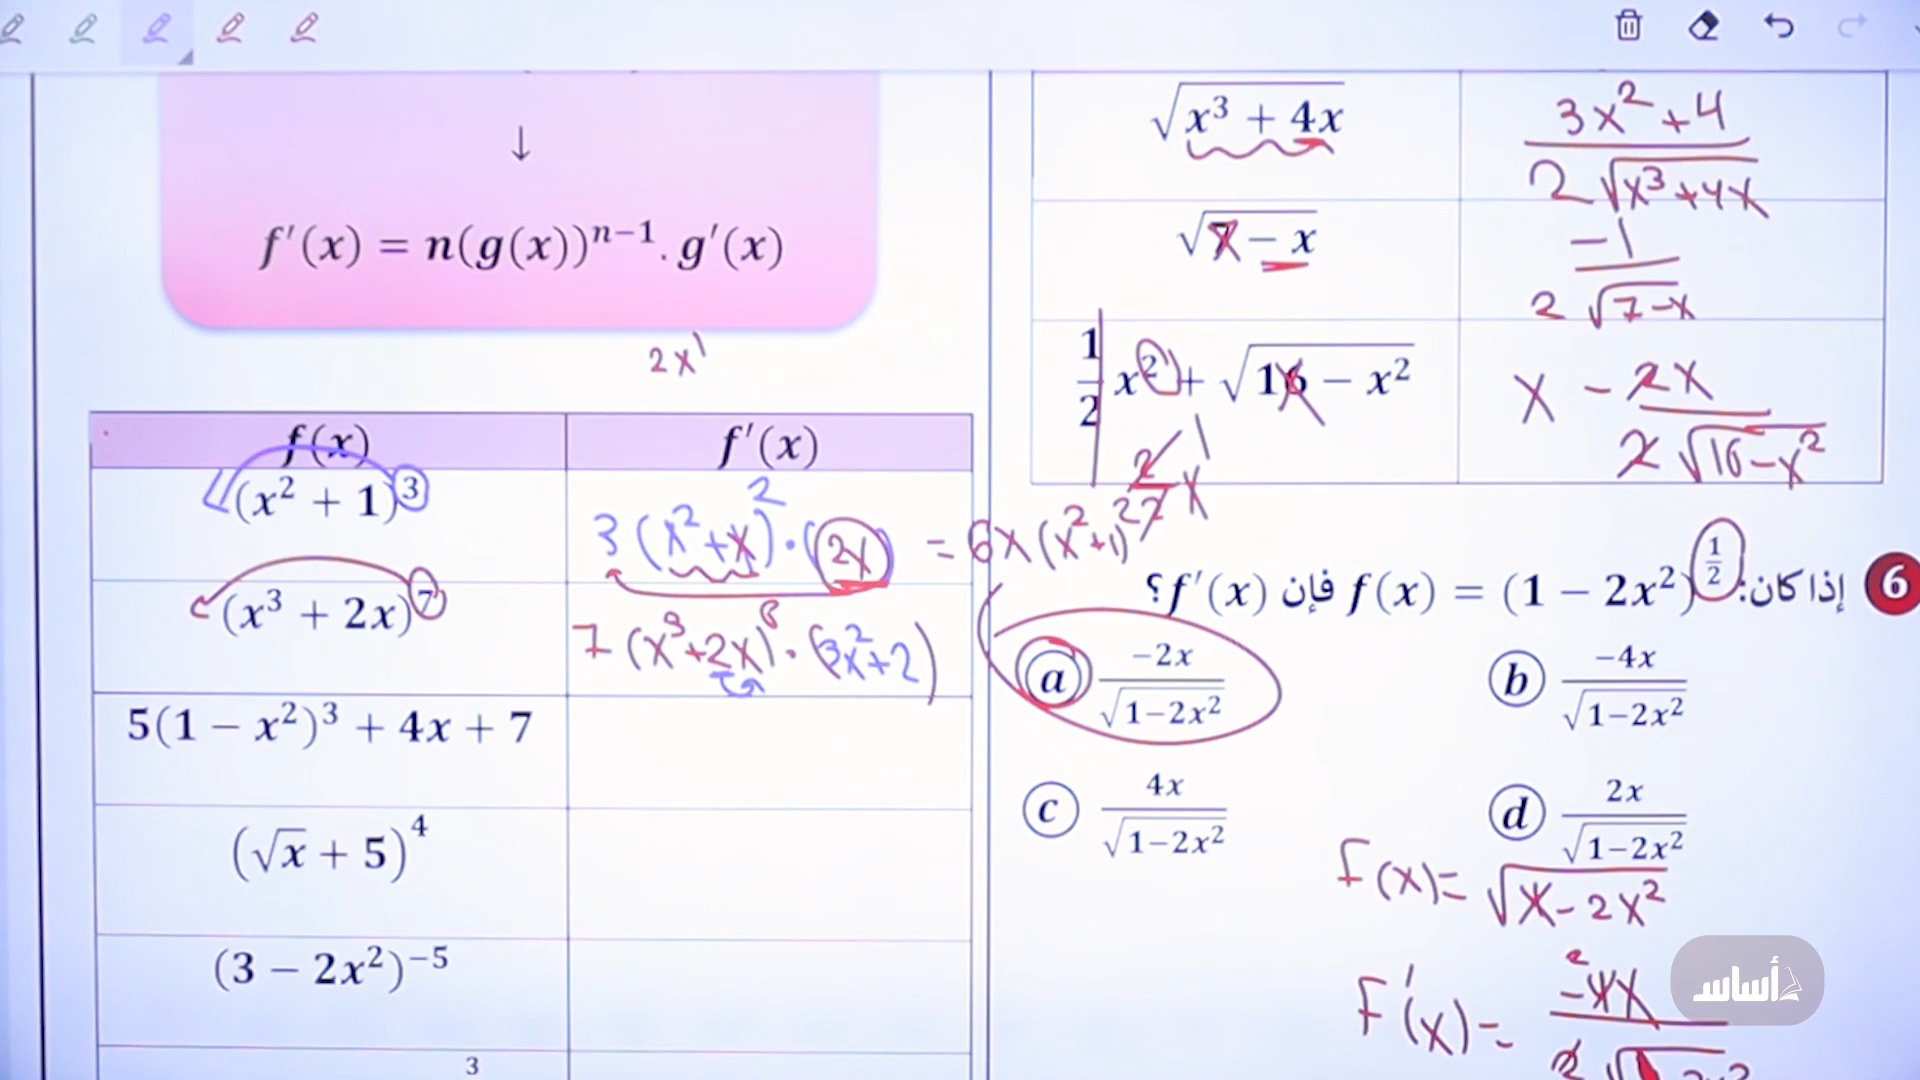 ↓
f'(x) = n(g(x))ⁿ⁻¹ . g'(x)
2x¹
f(x) f'(x)
(x² + 1)³ 3(x²+x)² · (2x) = 6x(x²+1)²
(x³ + 2x)⁷ 7(x³+2x)⁶ · (3x²+2)
5(1 − x²)³ + 4x + 7
(√x + 5)⁴
(3 − 2x²)⁻⁵
3
√(x³ + 4x) (3x²+4)/(2√(x³+4x))
√(7 − x) −1/(2√(7−x))
1/2 x² + √(16 − x²) x − 2x/(2√(16−x²))
6 إذا كان: f(x) = (1 − 2x²)^(1/2) فإن f'(x)؟
a −2x/√(1−2x²) b −4x/√(1−2x²)
c 4x/√(1−2x²) d 2x/√(1−2x²)
F(x) = √(1 − 2x²)
F'(x) =
أساس